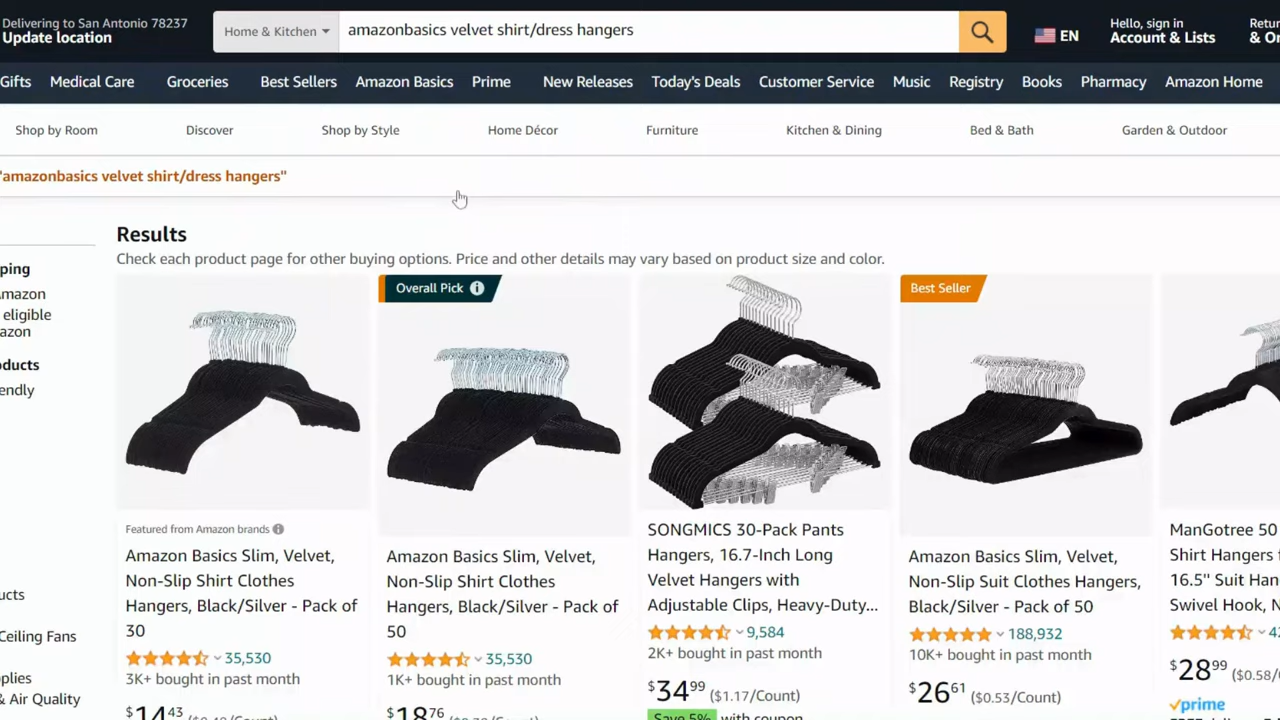 Delivering to San Antonio 78237
Update location
Home & Kitchen
amazonbasics velvet shirt/dress hangers
EN
Hello, sign in
Account & Lists
Gifts
Medical Care
Groceries
Best Sellers
Amazon Basics
Prime
New Releases
Today's Deals
Customer Service
Music
Registry
Books
Pharmacy
Amazon Home
Shop by Room
Discover
Shop by Style
Home Décor
Furniture
Kitchen & Dining
Bed & Bath
Garden & Outdoor
"amazonbasics velvet shirt/dress hangers"
Results
Check each product page for other buying options. Price and other details may vary based on product size and color.
eligible
Ceiling Fans
& Air Quality
Featured from Amazon brands
Amazon Basics Slim, Velvet,
Non-Slip Shirt Clothes
Hangers, Black/Silver - Pack of
30
35,530
3K+ bought in past month
$14.43
Overall Pick
Amazon Basics Slim, Velvet,
Non-Slip Shirt Clothes
Hangers, Black/Silver - Pack of
50
35,530
1K+ bought in past month
$18.76
SONGMICS 30-Pack Pants
Hangers, 16.7-Inch Long
Velvet Hangers with
Adjustable Clips, Heavy-Duty...
9,584
2K+ bought in past month
$34.99 ($1.17/Count)
Save 5% with coupon
Best Seller
Amazon Basics Slim, Velvet,
Non-Slip Suit Clothes Hangers,
Black/Silver - Pack of 50
188,932
10K+ bought in past month
$26.61 ($0.53/Count)
ManGotree 50
Shirt Hangers
16.5" Suit Han
Swivel Hook, N
$28.99 ($0.58/
prime